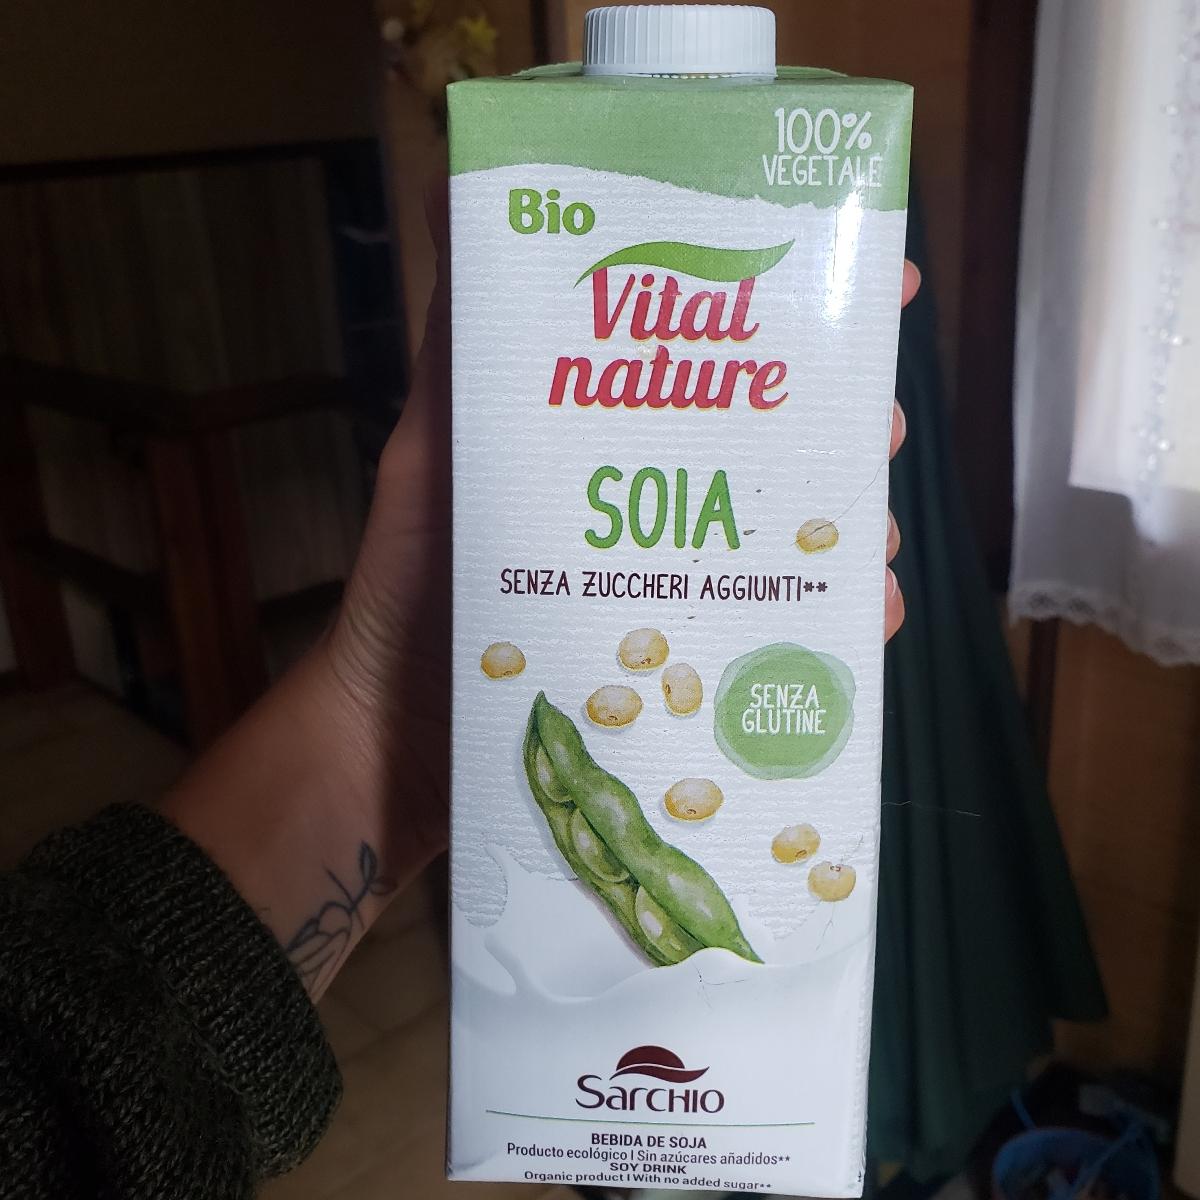 100%
VEGETALE
Bio
Vital
nature
SOIA
SENZA ZUCCHERI AGGIUNTI**
SENZA
GLUTINE
SarCHIO
BEBIDA DE SOJA
Producto ecológico | Sin azúcares añadidos**
SOY DRINK
Organic product | With no added sugar**